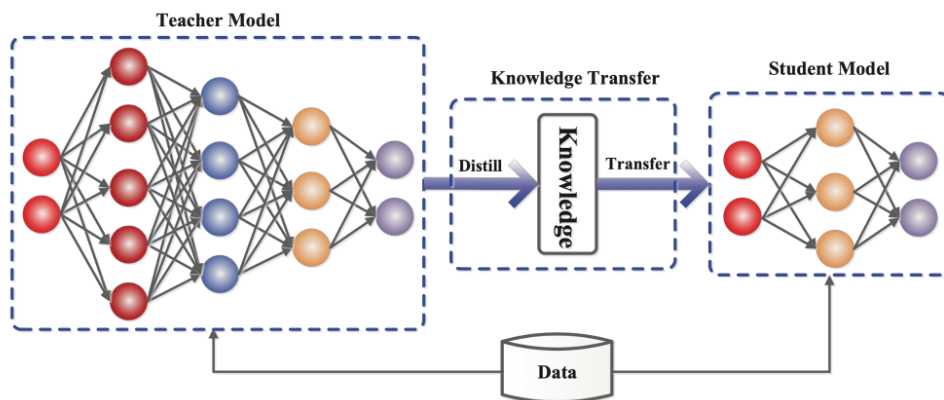 Teacher Model
Knowledge Transfer
Student Model
Distill
Knowledge
Transfer
Data